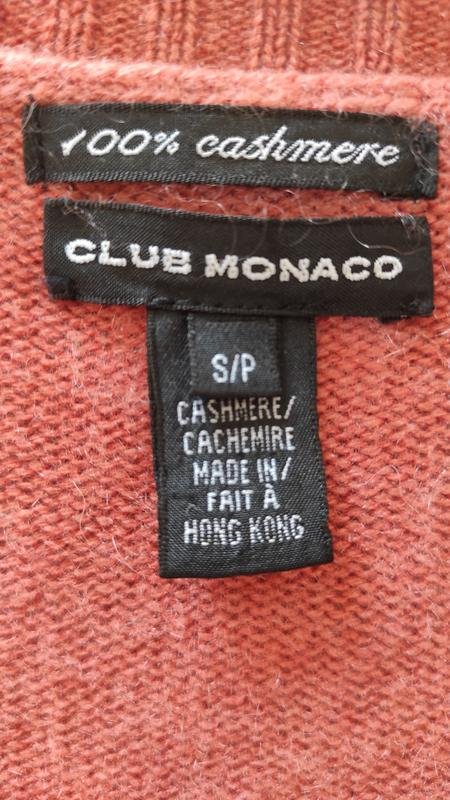 100% cashmere
CLUB MONACO
S/P
CASHMERE/
CACHEMIRE
MADE IN/
FAIT À
HONG KONG